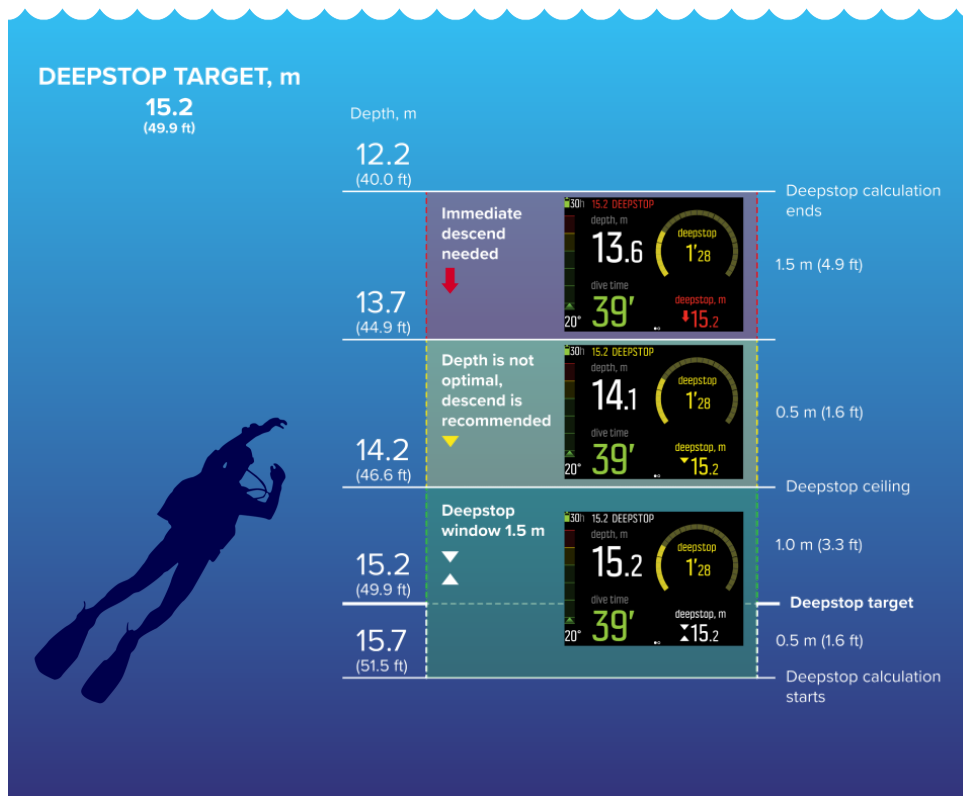 DEEPSTOP TARGET, m
15.2
(49.9 ft)
Depth, m
12.2
(40.0 ft)
Deepstop calculation
ends
Immediate
descend
needed
30h 15.2 DEEPSTOP
depth, m
13.6
deepstop
1'28
dive time
39'
deepstop, m
15.2
20°
1.5 m (4.9 ft)
13.7
(44.9 ft)
Depth is not
optimal,
descend is
recommended
30h 15.2 DEEPSTOP
depth, m
14.1
deepstop
1'28
dive time
39'
deepstop, m
15.2
20°
0.5 m (1.6 ft)
14.2
(46.6 ft)
Deepstop ceiling
Deepstop
window 1.5 m
30h 15.2 DEEPSTOP
depth, m
15.2
deepstop
1'28
dive time
39'
deepstop, m
15.2
20°
1.0 m (3.3 ft)
15.2
(49.9 ft)
Deepstop target
15.7
(51.5 ft)
0.5 m (1.6 ft)
Deepstop calculation
starts